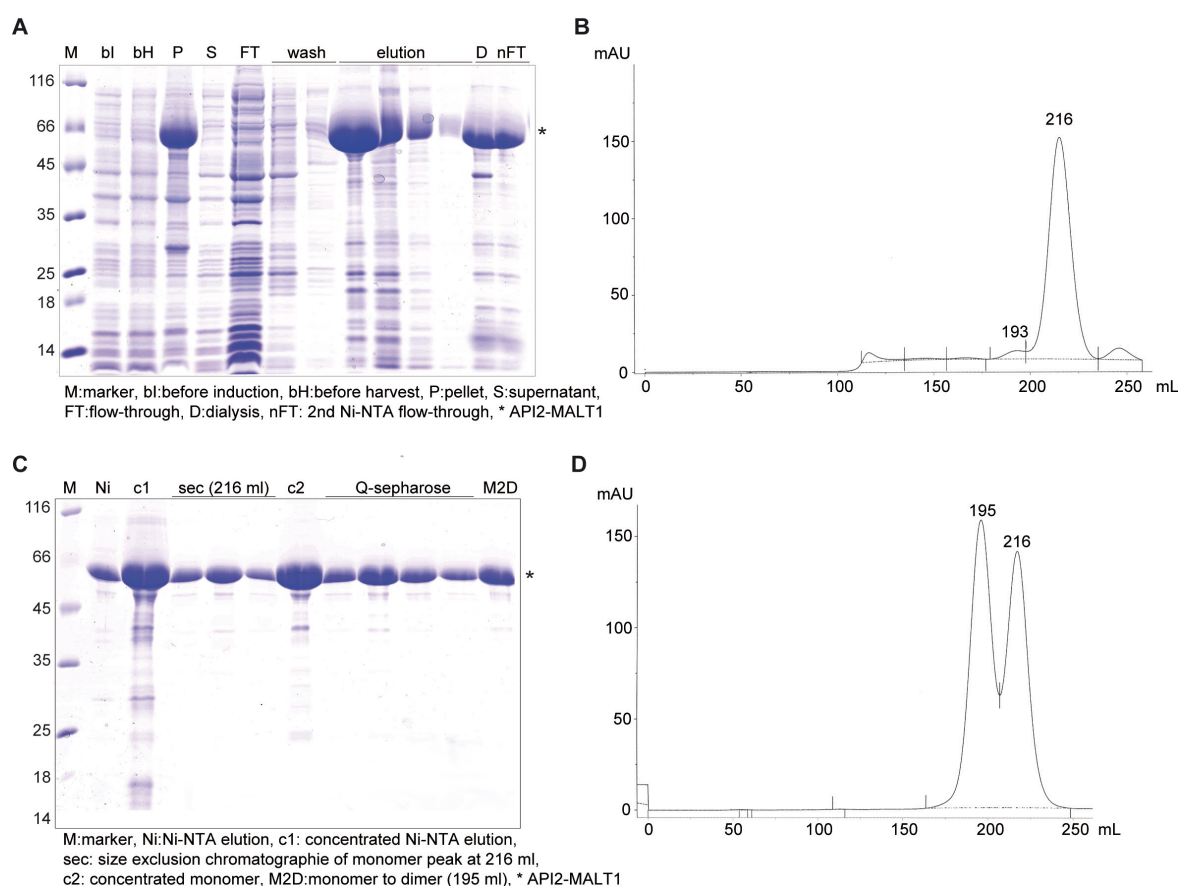 A
M bI bH P S FT wash elution D nFT
116
66
45
35
25
18
14
*
M:marker, bI:before induction, bH:before harvest, P:pellet, S:supernatant,
FT:flow-through, D:dialysis, nFT: 2nd Ni-NTA flow-through, * API2-MALT1
B
mAU
150
100
50
0
216
193
0 50 100 150 200 250 mL
C
M Ni c1 sec (216 ml) c2 Q-sepharose M2D
116
66
45
35
25
18
14
*
M:marker, Ni:Ni-NTA elution, c1: concentrated Ni-NTA elution,
sec: size exclusion chromatographie of monomer peak at 216 ml,
c2: concentrated monomer, M2D:monomer to dimer (195 ml), * API2-MALT1
D
mAU
150
100
50
0
195
216
0 50 100 150 200 250 mL